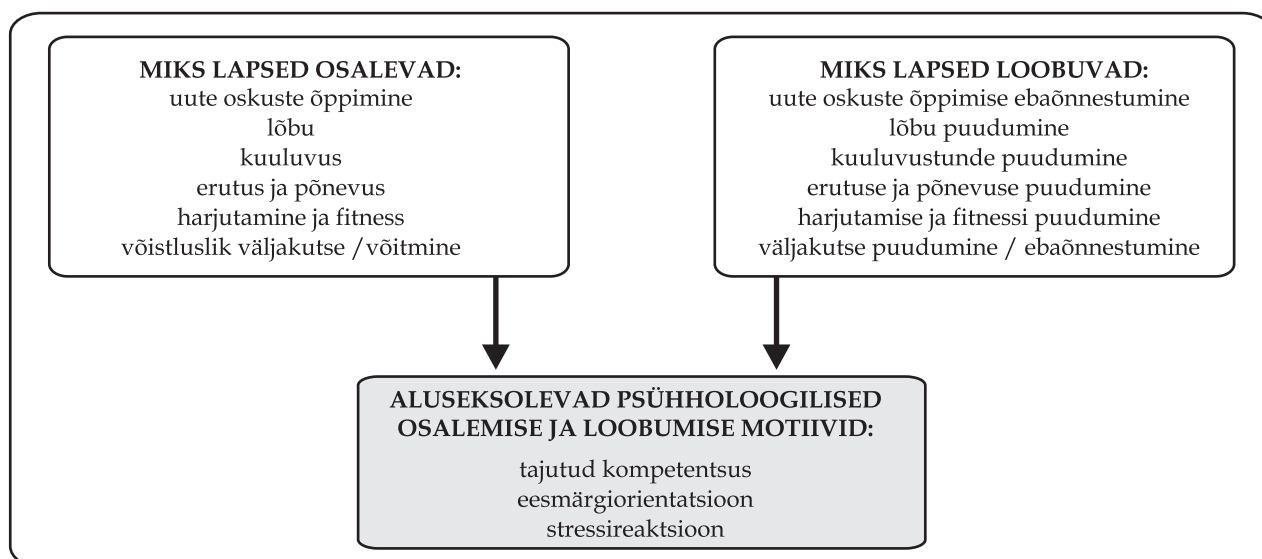 MIKS LAPSED OSALEVAD:
uute oskuste õppimine
lõbu
kuuluvus
erutus ja põnevus
harjutamine ja fitness
võistluslik väljakutse /võitmine
MIKS LAPSED LOOBUVAD:
uute oskuste õppimise ebaõnnestumine
lõbu puudumine
kuuluvustunde puudumine
erutuse ja põnevuse puudumine
harjutamise ja fitnessi puudumine
väljakutse puudumine / ebaõnnestumine
ALUSEKSOLEVAD PSÜHHOLOOGILISED
OSALEMISE JA LOOBUMISE MOTIIVID:
tajutud kompetentsus
eesmärgiorientatsioon
stressireaktsioon